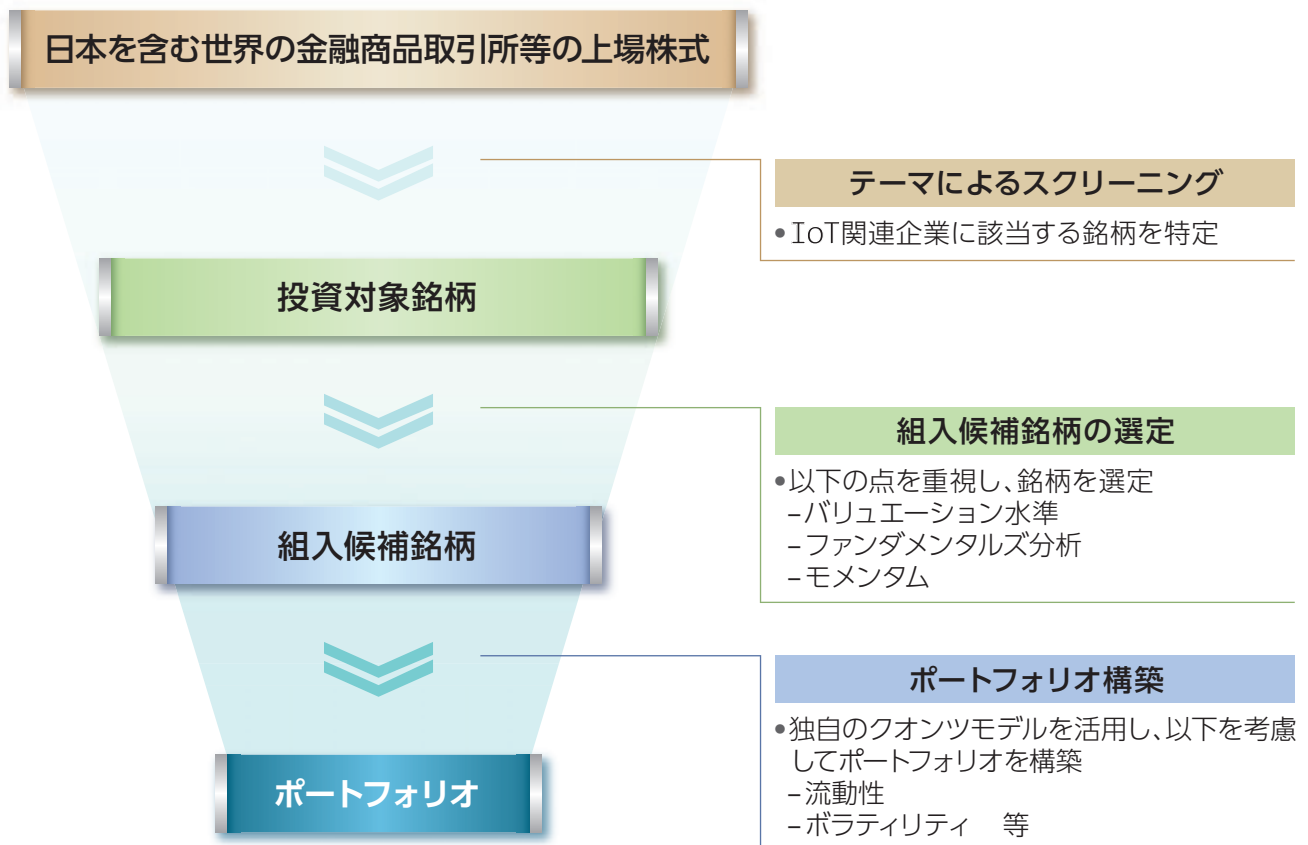 日本を含む世界の金融商品取引所等の上場株式
テーマによるスクリーニング
•IoT関連企業に該当する銘柄を特定
投資対象銘柄
組入候補銘柄の選定
•以下の点を重視し、銘柄を選定
–バリュエーション水準
–ファンダメンタルズ分析
–モメンタム
組入候補銘柄
ポートフォリオ構築
•独自のクオンツモデルを活用し、以下を考慮
してポートフォリオを構築
–流動性
–ボラティリティ　等
ポートフォリオ